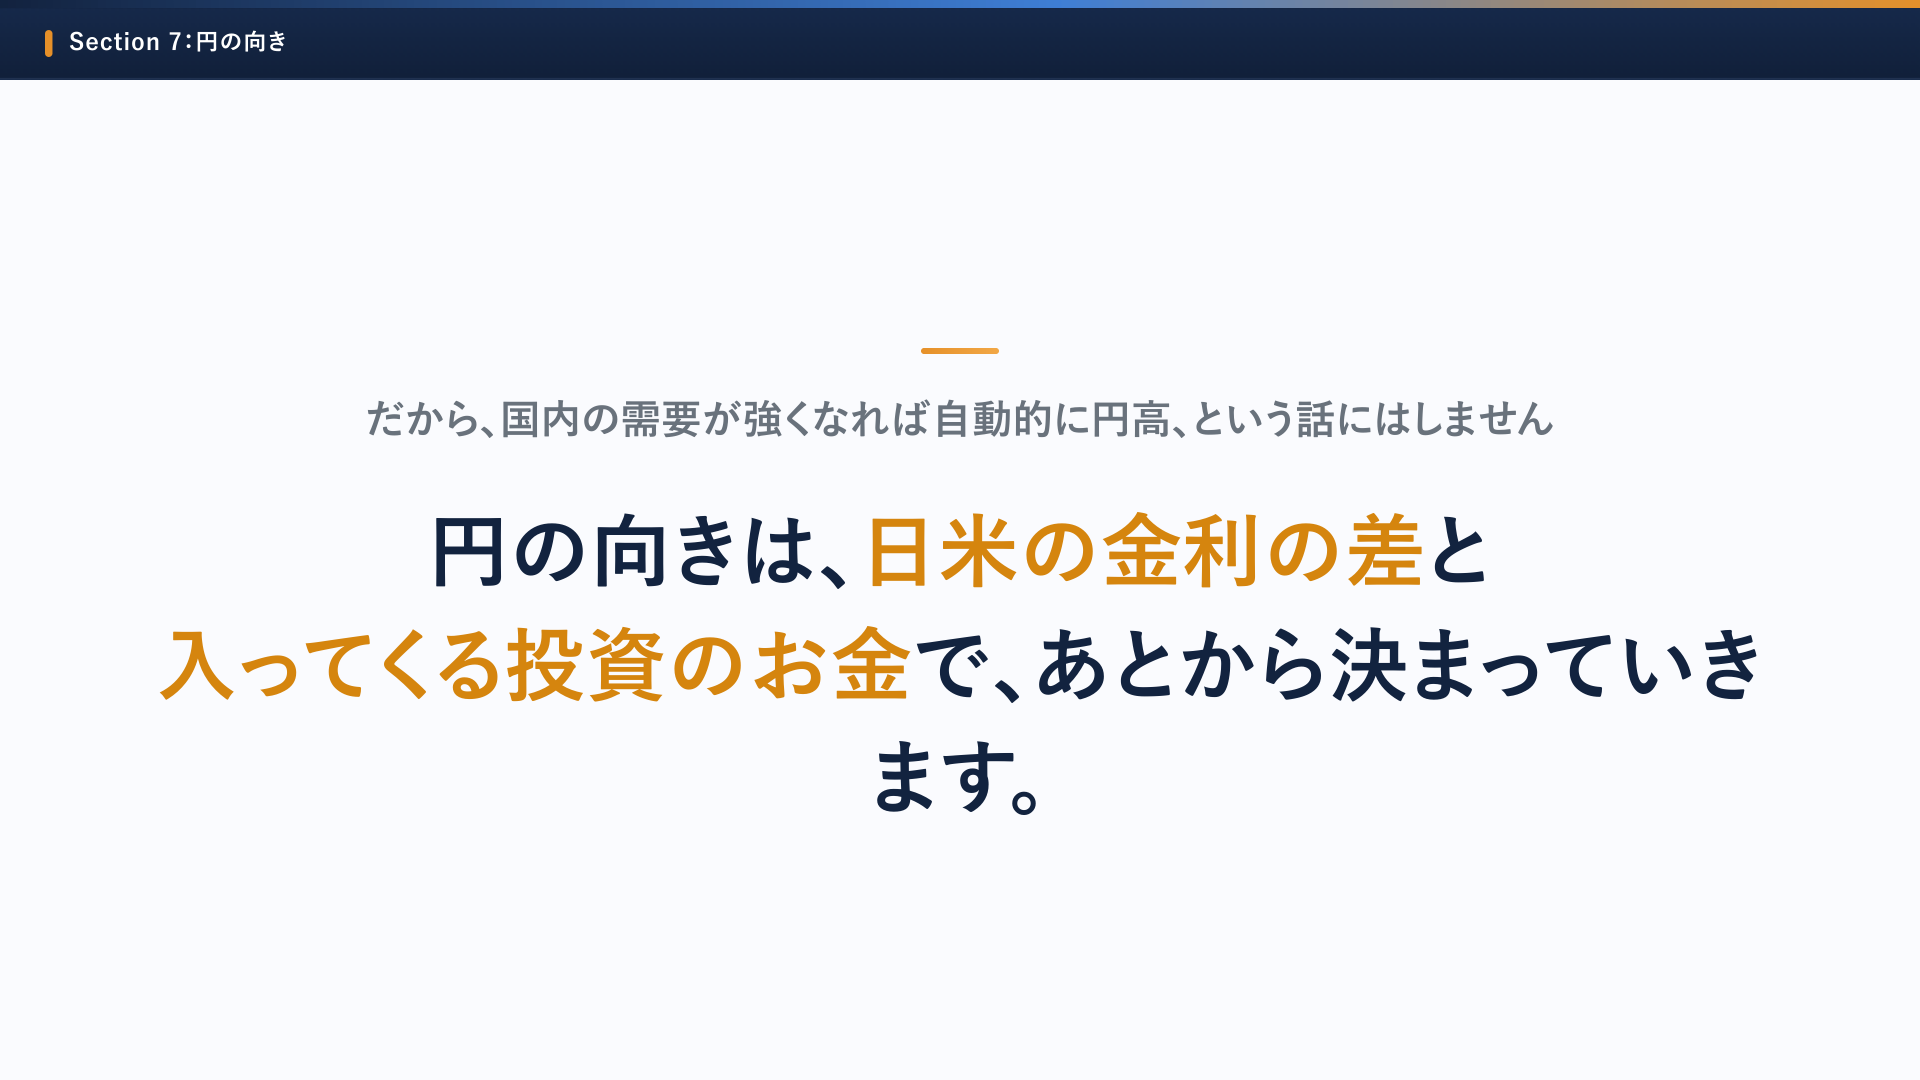 Section 7：円の向き
だから、国内の需要が強くなれば自動的に円高、という話にはしません
円の向きは、日米の金利の差と
入ってくる投資のお金で、あとから決まっていき
ます。